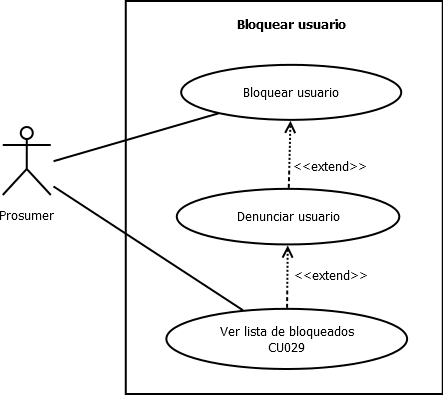 Bloquear usuario
Bloquear usuario
<<extend>>
Prosumer
Denunciar usuario
<<extend>>
Ver lista de bloqueados
CU029